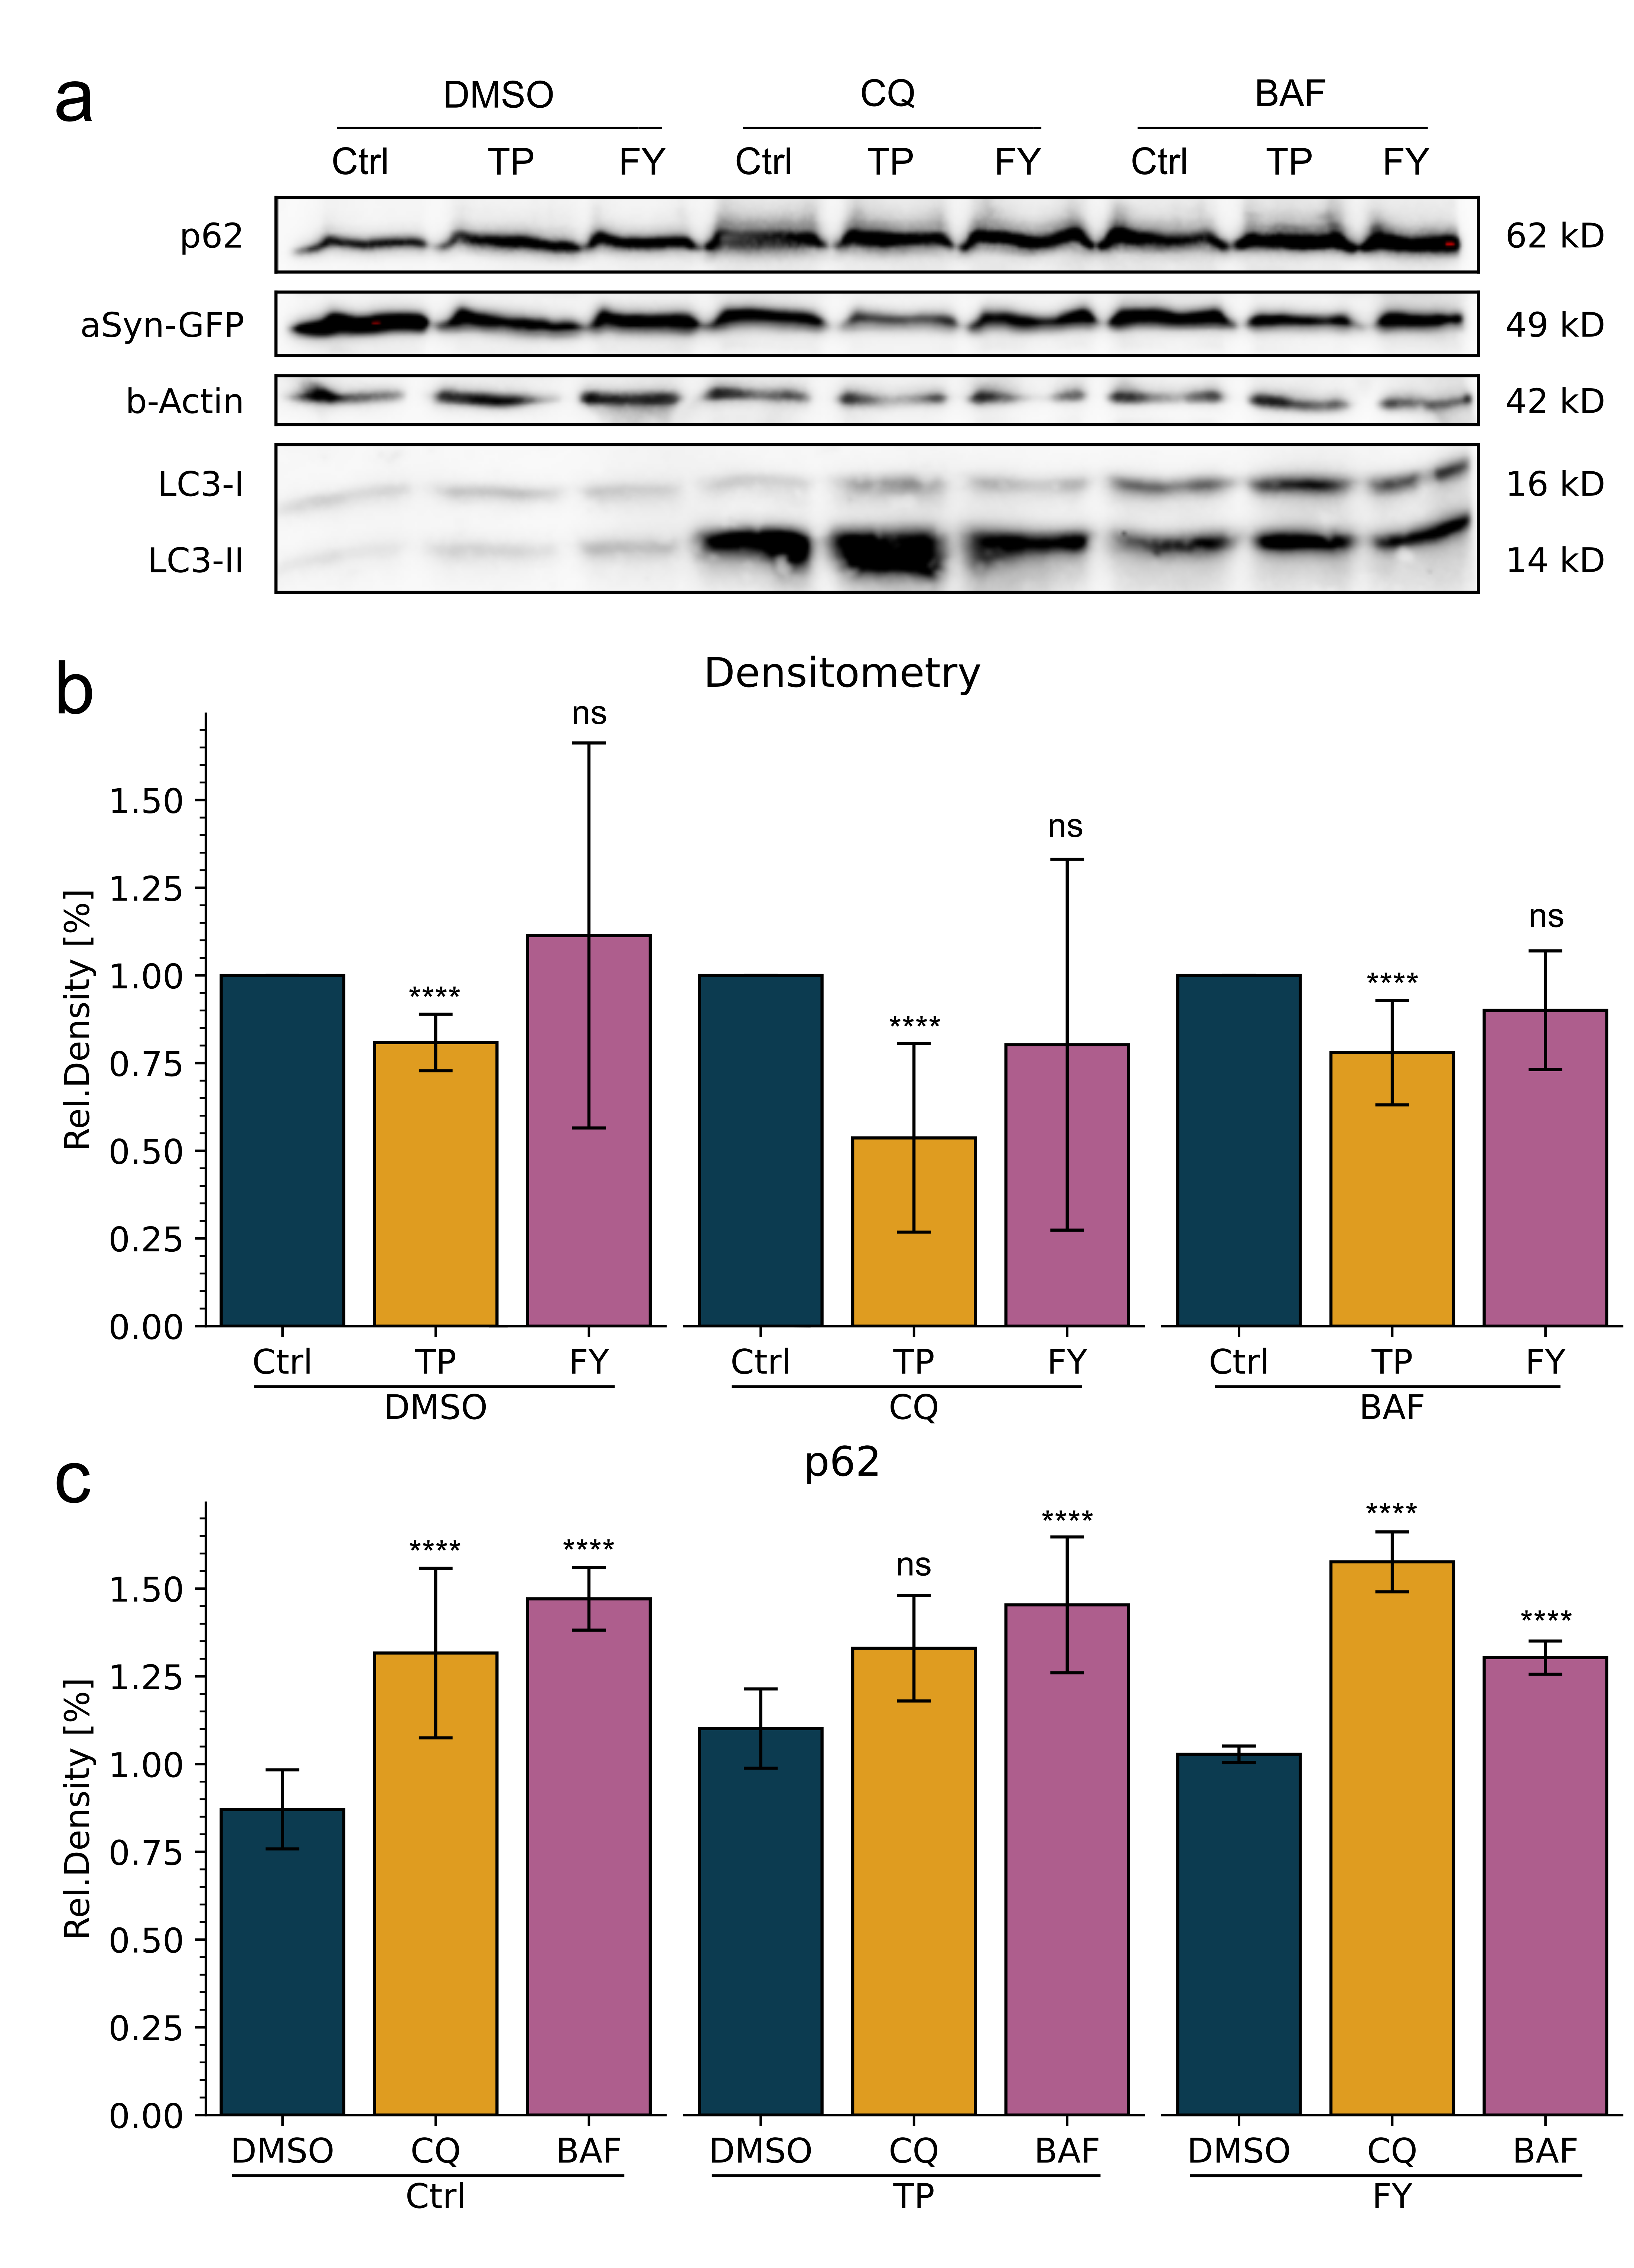 a
DMSO CQ BAF
Ctrl TP FY Ctrl TP FY Ctrl TP FY
p62 62 kD
aSyn-GFP 49 kD
b-Actin 42 kD
LC3-I 16 kD
LC3-II 14 kD
b
Densitometry
Rel.Density [%]
1.50
1.25
1.00
0.75
0.50
0.25
0.00
ns
****
ns
****
ns
****
Ctrl TP FY Ctrl TP FY Ctrl TP FY
DMSO CQ BAF
c
p62
Rel.Density [%]
1.50
1.25
1.00
0.75
0.50
0.25
0.00
**** **** ns **** **** ****
DMSO CQ BAF DMSO CQ BAF DMSO CQ BAF
Ctrl TP FY